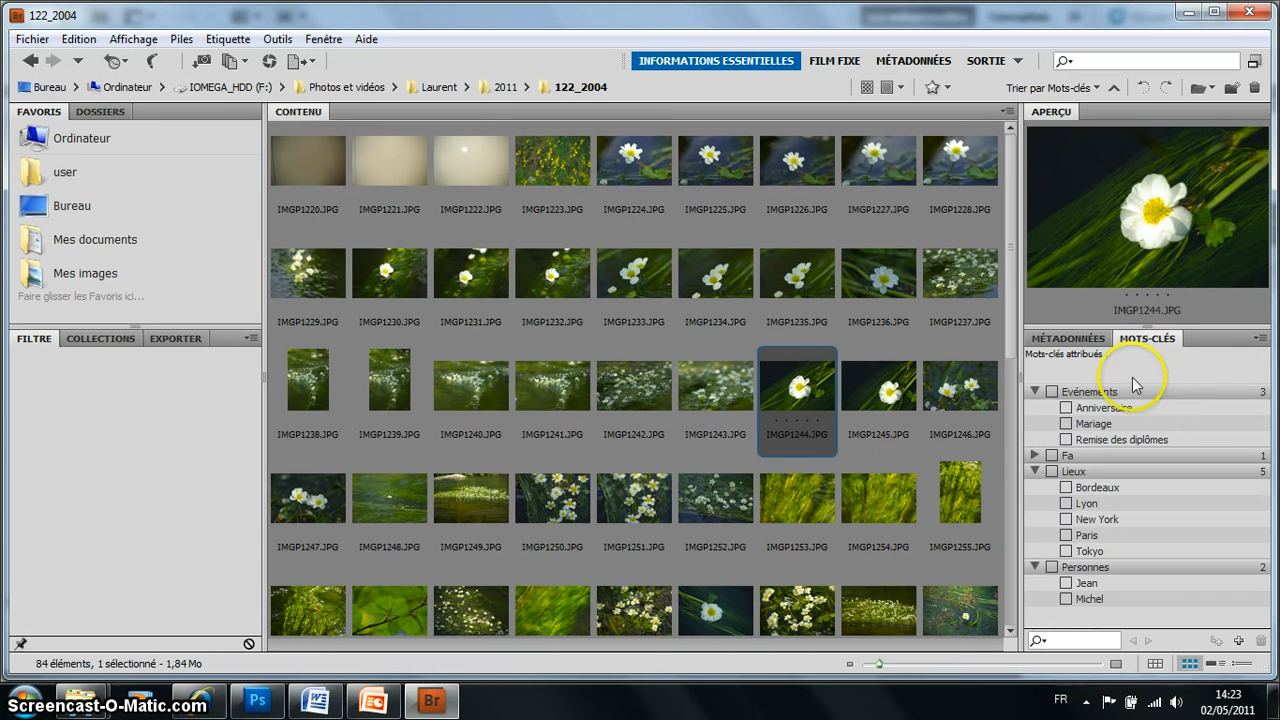 122_2004
Fichier Edition Affichage Piles Etiquette Outils Fenêtre Aide
INFORMATIONS ESSENTIELLES FILM FIXE MÉTADONNÉES SORTIE
Bureau Ordinateur IOMEGA_HDD (F:) Photos et vidéos Laurent 2011 122_2004 Trier par Mots-clés
FAVORIS DOSSIERS
Ordinateur
user
Bureau
Mes documents
Mes images
Faire glisser les Favoris ici...
FILTRE COLLECTIONS EXPORTER
CONTENU
IMGP1220.JPG IMGP1221.JPG IMGP1222.JPG IMGP1223.JPG IMGP1224.JPG IMGP1225.JPG IMGP1226.JPG IMGP1227.JPG IMGP1228.JPG
IMGP1229.JPG IMGP1230.JPG IMGP1231.JPG IMGP1232.JPG IMGP1233.JPG IMGP1234.JPG IMGP1235.JPG IMGP1236.JPG IMGP1237.JPG
IMGP1238.JPG IMGP1239.JPG IMGP1240.JPG IMGP1241.JPG IMGP1242.JPG IMGP1243.JPG IMGP1244.JPG IMGP1245.JPG IMGP1246.JPG
IMGP1247.JPG IMGP1248.JPG IMGP1249.JPG IMGP1250.JPG IMGP1251.JPG IMGP1252.JPG IMGP1253.JPG IMGP1254.JPG IMGP1255.JPG
APERÇU
IMGP1244.JPG
MÉTADONNÉES MOTS-CLÉS
Mots-clés attribués
Evénements 3
Anniversaire
Mariage
Remise des diplômes
Fa 1
Lieux 5
Bordeaux
Lyon
New York
Paris
Tokyo
Personnes 2
Jean
Michel
84 éléments, 1 sélectionné - 1,84 Mo
Br Ps Br
FR
14:23
02/05/2011
Screencast-O-Matic.com